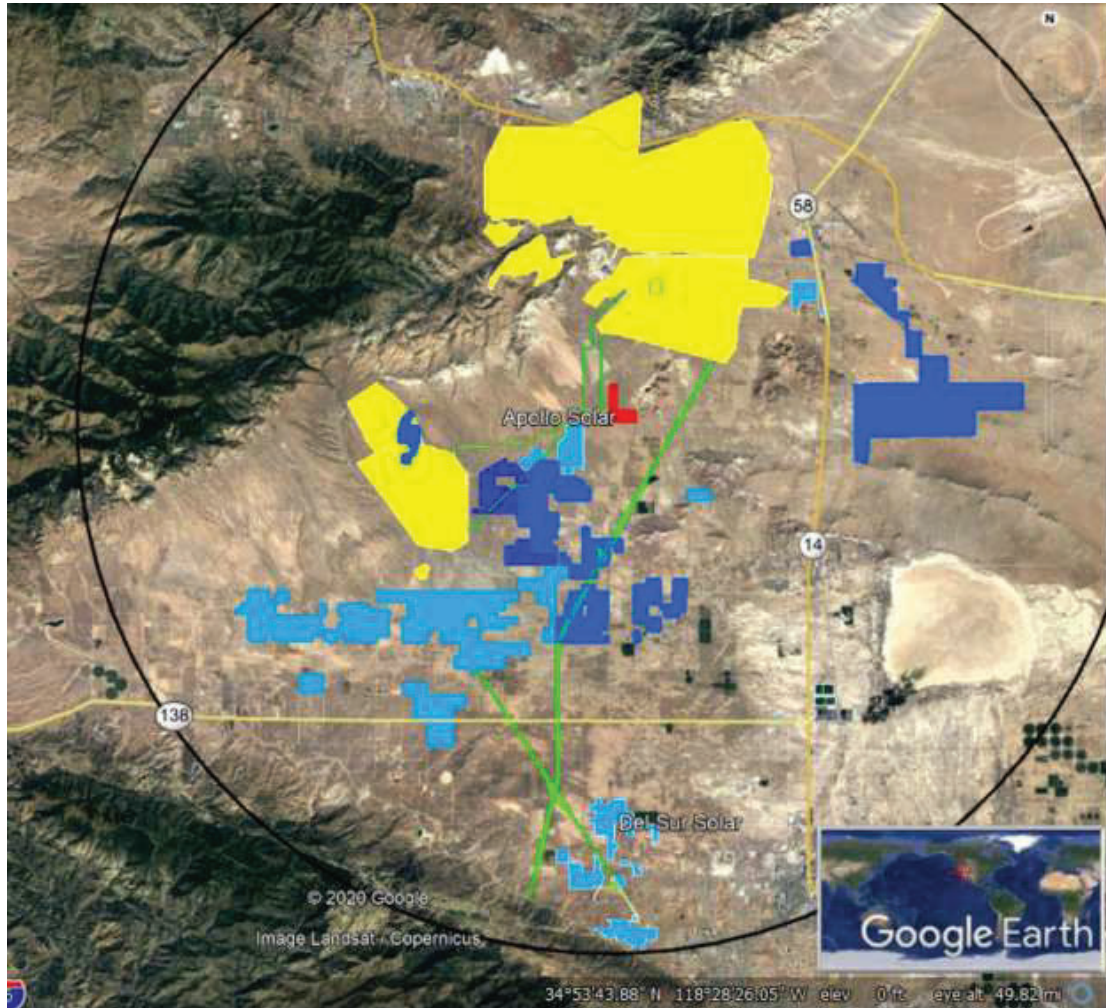 N
58
Apollo Solar
14
138
Del Sur Solar
© 2020 Google
Image Landsat / Copernicus
Google Earth
34°53'43.88" N 118°28'26.05" W elev 0 ft eye alt 49.82 mi